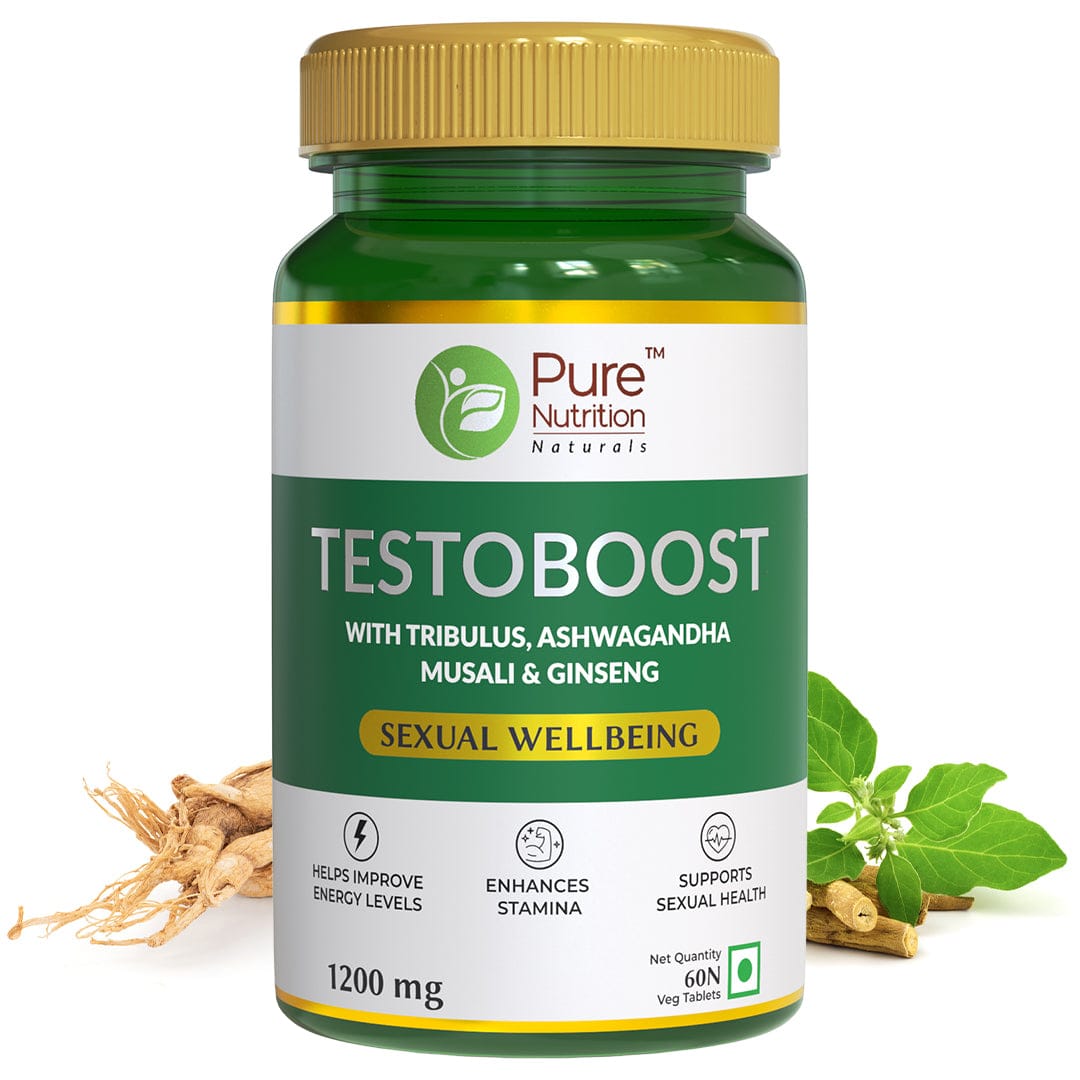 Pure™
Nutrition
Naturals
TESTOBOOST
WITH TRIBULUS, ASHWAGANDHA
MUSALI & GINSENG
SEXUAL WELLBEING
HELPS IMPROVE
ENERGY LEVELS
ENHANCES
STAMINA
SUPPORTS
SEXUAL HEALTH
1200 mg
Net Quantity
60N
Veg Tablets